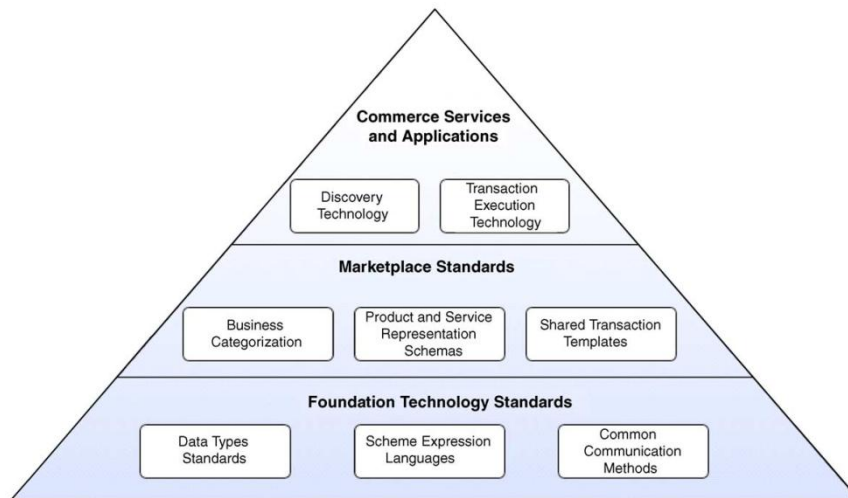 Commerce Services
and Applications
Discovery
Technology
Transaction
Execution
Technology
Marketplace Standards
Business
Categorization
Product and Service
Representation
Schemas
Shared Transaction
Templates
Foundation Technology Standards
Data Types
Standards
Scheme Expression
Languages
Common
Communication
Methods